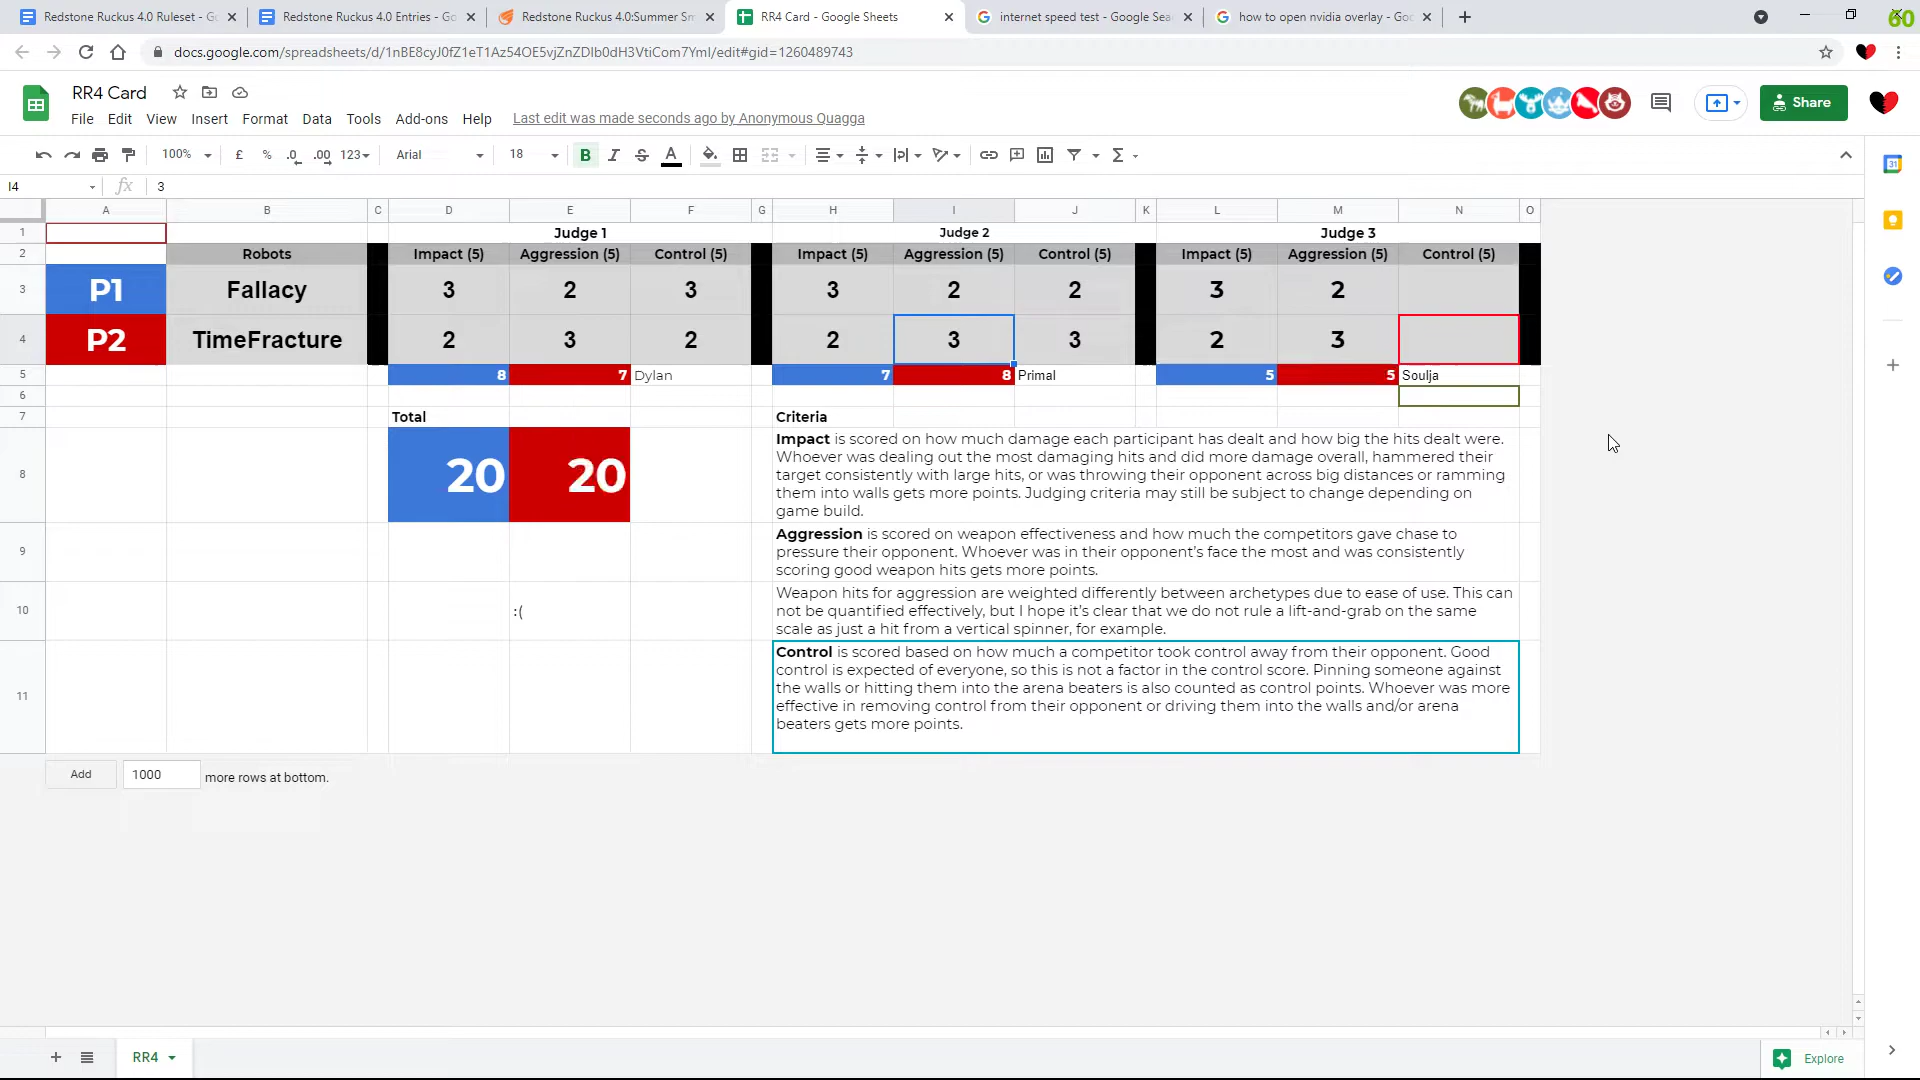 Redstone Ruckus 4.0 Ruleset - Go
Redstone Ruckus 4.0 Entries - Go
Redstone Ruckus 4.0:Summer Sm
RR4 Card - Google Sheets
internet speed test - Google Sea
how to open nvidia overlay - Goo
60
docs.google.com/spreadsheets/d/1nBE8cyJ0fZ1eT1Az54OE5vjZnZDlb0dH3VtiCom7YmI/edit#gid=1260489743
RR4 Card
File Edit View Insert Format Data Tools Add-ons Help Last edit was made seconds ago by Anonymous Quagga
Share
100% £ % .0 .00 123 Arial 18 B I S A Σ
I4 fx 3
A B C D E F G H I J K L M N O
1 Judge 1 Judge 2 Judge 3
2 Robots Impact (5) Aggression (5) Control (5) Impact (5) Aggression (5) Control (5) Impact (5) Aggression (5) Control (5)
3 P1 Fallacy 3 2 3 3 2 2 3 2
4 P2 TimeFracture 2 3 2 2 3 3 2 3
5 8 7 Dylan 7 8 Primal 5 5 Soulja
6
7 Total Criteria
8 20 20
Impact is scored on how much damage each participant has dealt and how big the hits dealt were.
Whoever was dealing out the most damaging hits and did more damage overall, hammered their
target consistently with large hits, or was throwing their opponent across big distances or ramming
them into walls gets more points. Judging criteria may still be subject to change depending on
game build.
9
Aggression is scored on weapon effectiveness and how much the competitors gave chase to
pressure their opponent. Whoever was in their opponent's face the most and was consistently
scoring good weapon hits gets more points.
10 :(
Weapon hits for aggression are weighted differently between archetypes due to ease of use. This can
not be quantified effectively, but I hope it's clear that we do not rule a lift-and-grab on the same
scale as just a hit from a vertical spinner, for example.
11
Control is scored based on how much a competitor took control away from their opponent. Good
control is expected of everyone, so this is not a factor in the control score. Pinning someone against
the walls or hitting them into the arena beaters is also counted as control points. Whoever was more
effective in removing control from their opponent or driving them into the walls and/or arena
beaters gets more points.
Add 1000 more rows at bottom.
RR4
Explore
31